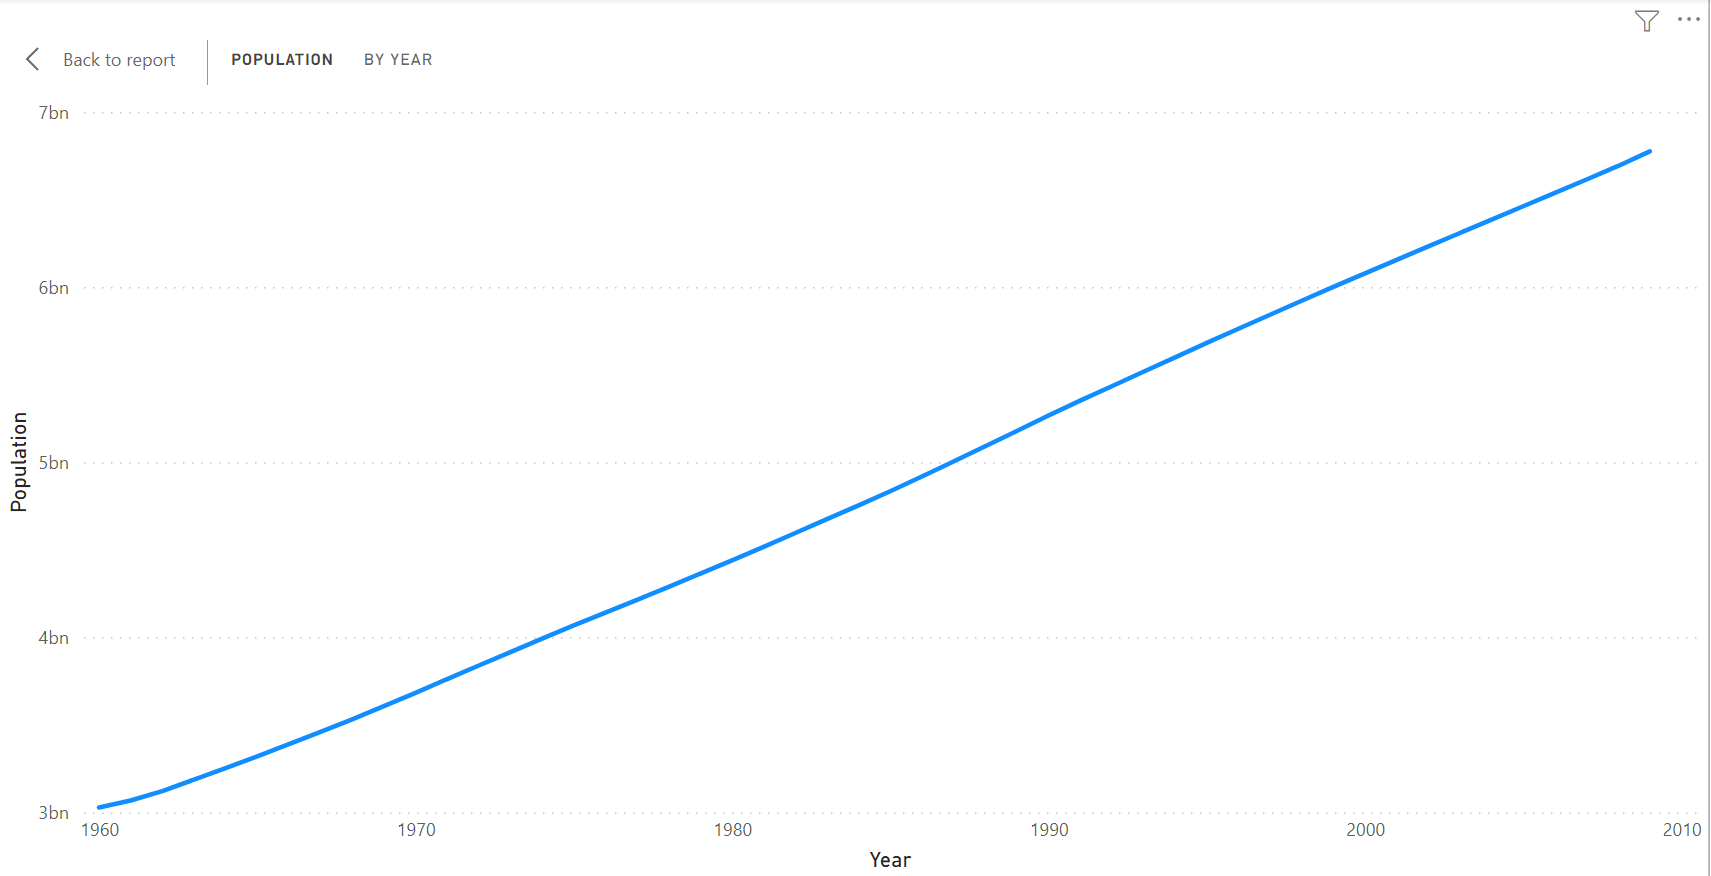 Back to report
POPULATION BY YEAR
7bn
6bn
5bn
4bn
3bn
Population
1960 1970 1980 1990 2000 2010
Year